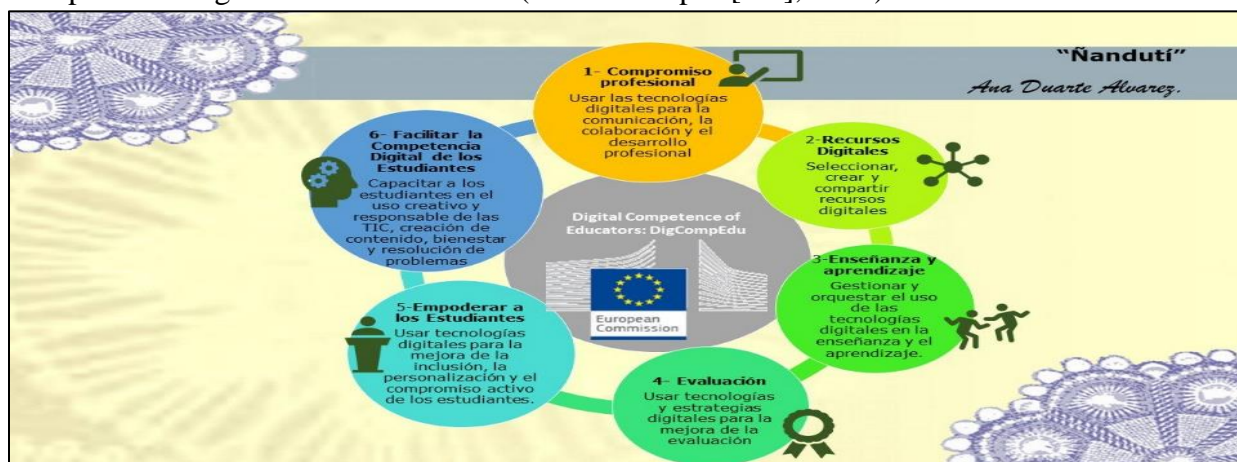 “Ñandutí”
Ana Duarte Alvarez.
1- Compromiso
profesional
Usar las tecnologías
digitales para la
comunicación, la
colaboración y el
desarrollo
profesional
2-Recursos
Digitales
Seleccionar,
crear y
compartir
recursos
digitales
3-Enseñanza y
aprendizaje
Gestionar y
orquestar el uso
de las
tecnologías
digitales en la
enseñanza y el
aprendizaje.
4- Evaluación
Usar tecnologías
y estrategias
digitales para la
mejora de la
evaluación
5-Empoderar a
los Estudiantes
Usar tecnologías
digitales para la
mejora de la
inclusión, la
personalización y el
compromiso activo
de los estudiantes.
6- Facilitar la
Competencia
Digital de los
Estudiantes
Capacitar a los
estudiantes en el
uso creativo y
responsable de las
TIC, creación de
contenido, bienestar
y resolución de
problemas
Digital Competence of
Educators: DigCompEdu
European
Commission